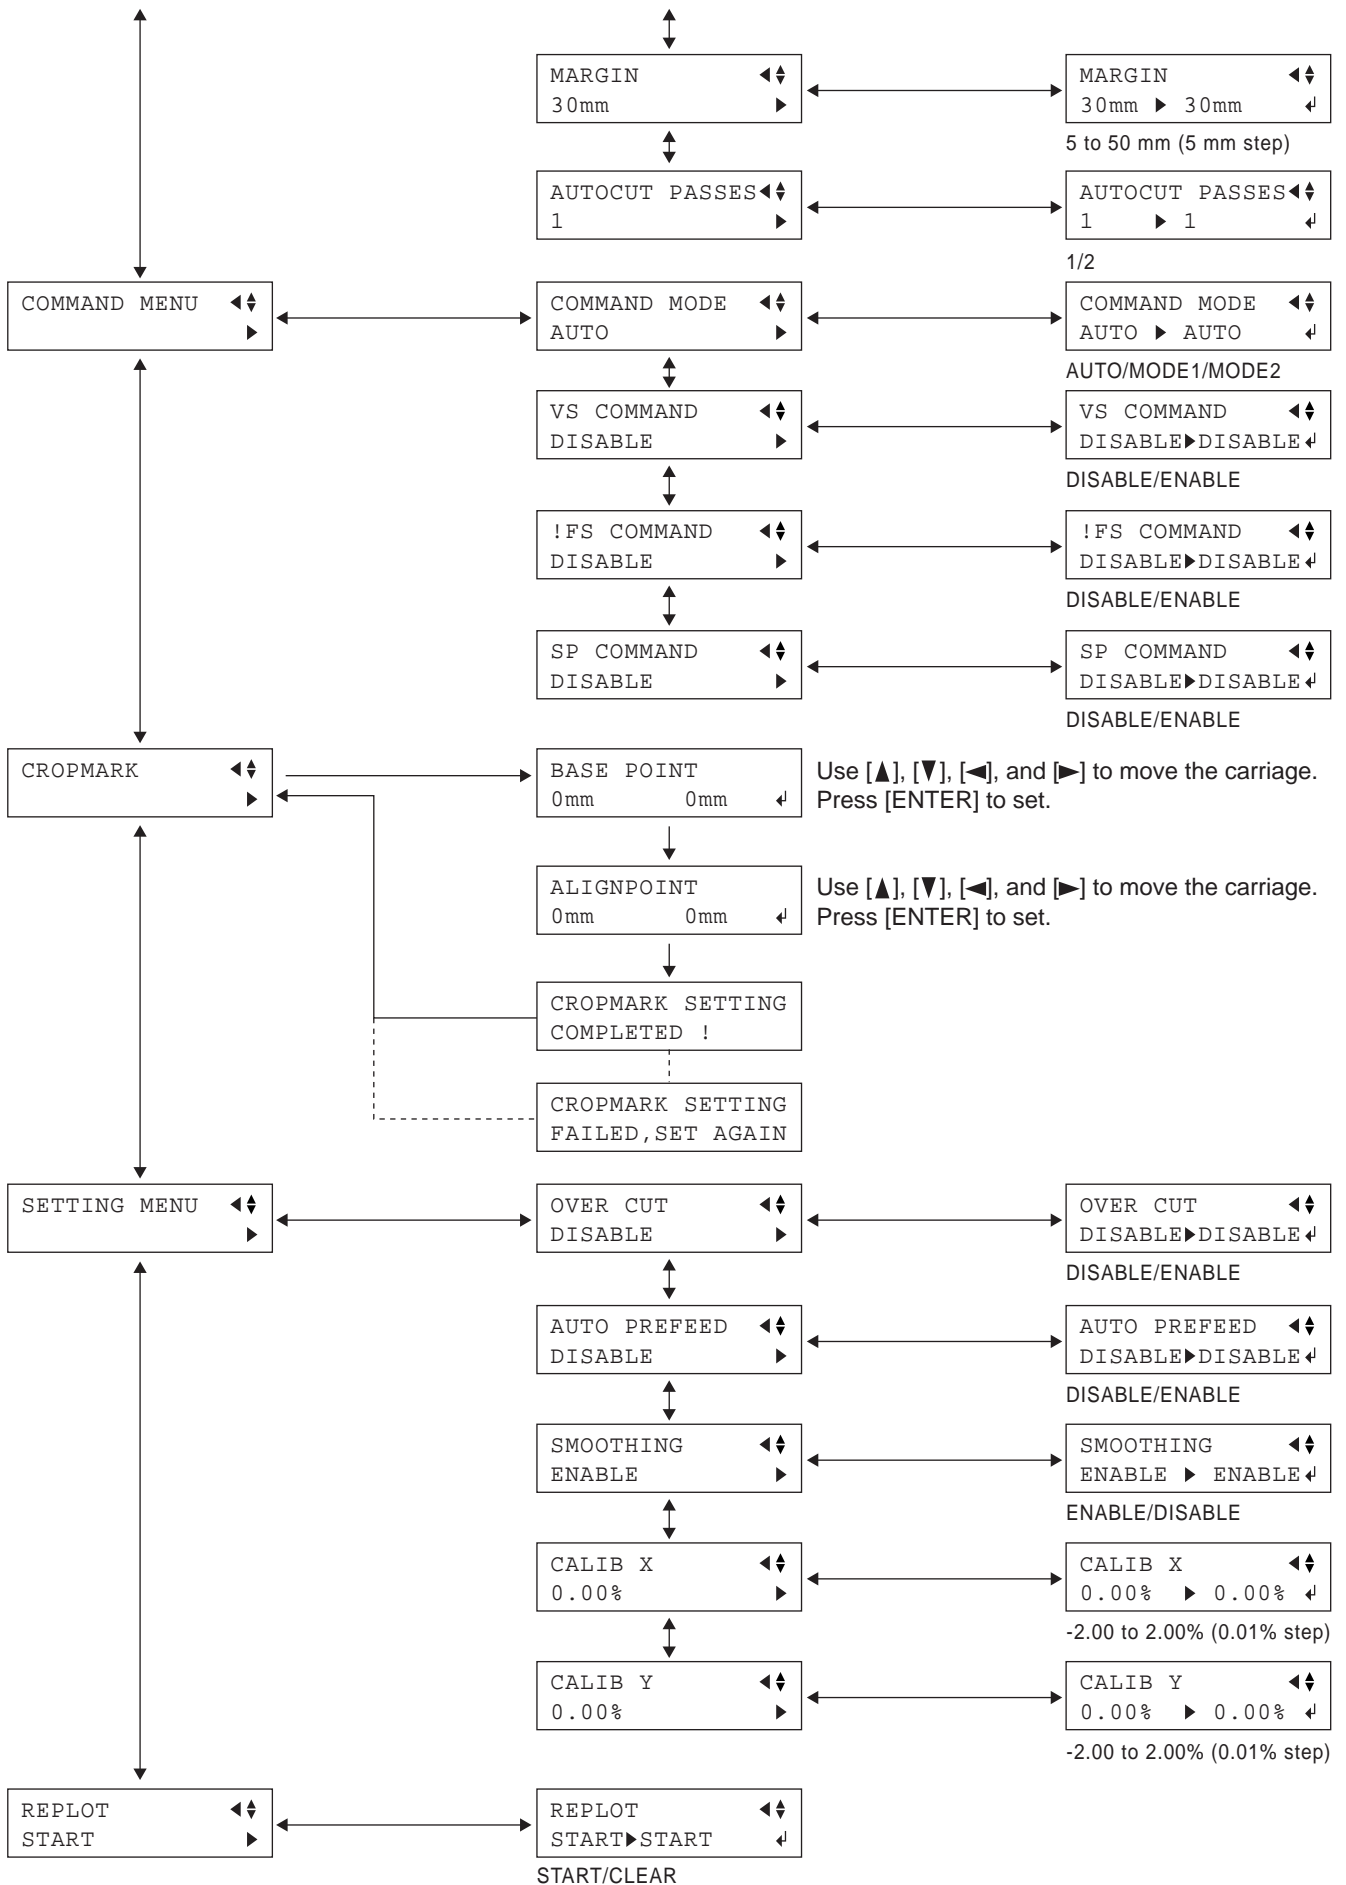 MARGIN ◀▲▼
30mm ▶
MARGIN ◀▲▼
30mm ▶ 30mm ↵
5 to 50 mm (5 mm step)
AUTOCUT PASSES◀▲▼
1 ▶
AUTOCUT PASSES◀▲▼
1 ▶ 1 ↵
1/2
COMMAND MENU ◀▲▼
▶
COMMAND MODE ◀▲▼
AUTO ▶
COMMAND MODE ◀▲▼
AUTO ▶ AUTO ↵
AUTO/MODE1/MODE2
VS COMMAND ◀▲▼
DISABLE ▶
VS COMMAND ◀▲▼
DISABLE▶DISABLE↵
DISABLE/ENABLE
!FS COMMAND ◀▲▼
DISABLE ▶
!FS COMMAND ◀▲▼
DISABLE▶DISABLE↵
DISABLE/ENABLE
SP COMMAND ◀▲▼
DISABLE ▶
SP COMMAND ◀▲▼
DISABLE▶DISABLE↵
DISABLE/ENABLE
CROPMARK ◀▲▼
▶
BASE POINT
0mm 0mm ↵
Use [▲], [▼], [◄], and [►] to move the carriage.
Press [ENTER] to set.
ALIGNPOINT
0mm 0mm ↵
Use [▲], [▼], [◄], and [►] to move the carriage.
Press [ENTER] to set.
CROPMARK SETTING
COMPLETED !
CROPMARK SETTING
FAILED,SET AGAIN
SETTING MENU ◀▲▼
▶
OVER CUT ◀▲▼
DISABLE ▶
OVER CUT ◀▲▼
DISABLE▶DISABLE↵
DISABLE/ENABLE
AUTO PREFEED ◀▲▼
DISABLE ▶
AUTO PREFEED ◀▲▼
DISABLE▶DISABLE↵
DISABLE/ENABLE
SMOOTHING ◀▲▼
ENABLE ▶
SMOOTHING ◀▲▼
ENABLE ▶ ENABLE↵
ENABLE/DISABLE
CALIB X ◀▲▼
0.00% ▶
CALIB X ◀▲▼
0.00% ▶ 0.00% ↵
-2.00 to 2.00% (0.01% step)
CALIB Y ◀▲▼
0.00% ▶
CALIB Y ◀▲▼
0.00% ▶ 0.00% ↵
-2.00 to 2.00% (0.01% step)
REPLOT ◀▲▼
START ▶
REPLOT ◀▲▼
START▶START ↵
START/CLEAR